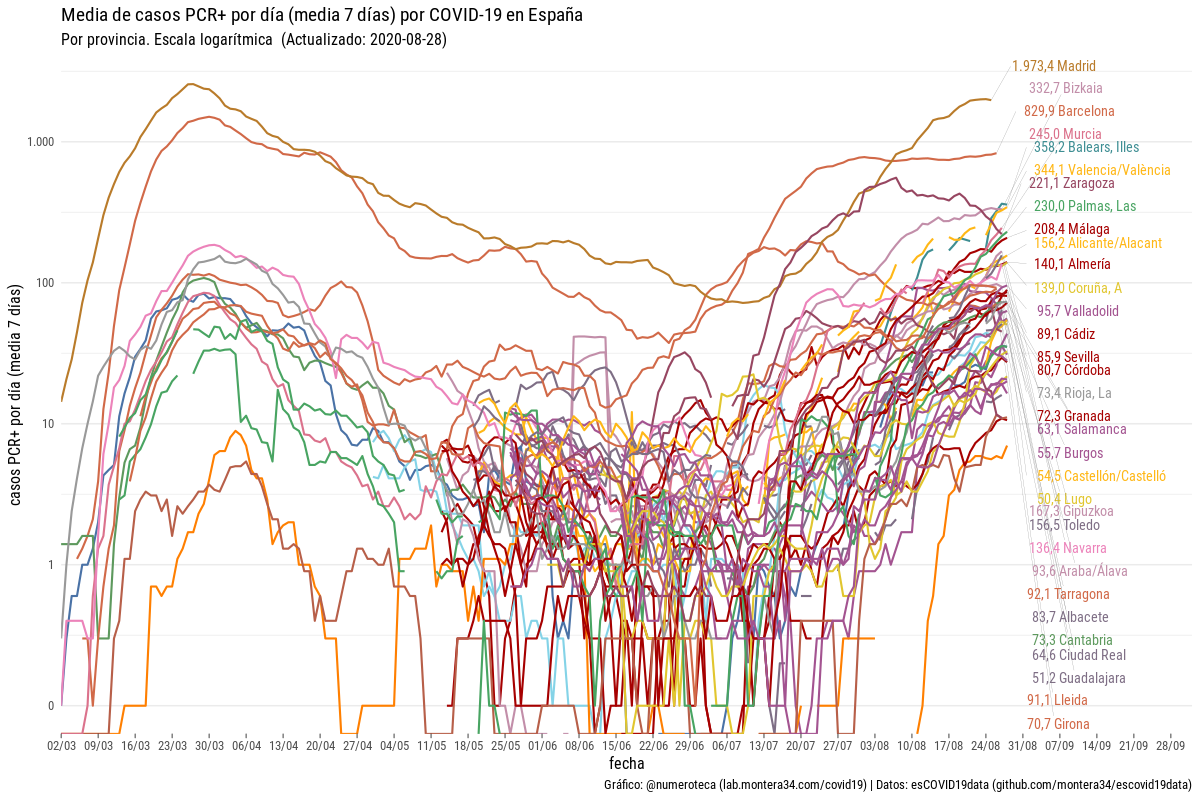 Media de casos PCR+ por día (media 7 días) por COVID-19 en España
Por provincia. Escala logarítmica  (Actualizado: 2020-08-28)
1.973,4 Madrid
332,7 Bizkaia
829,9 Barcelona
245,0 Murcia
358,2 Balears, Illes
344,1 Valencia/València
221,1 Zaragoza
230,0 Palmas, Las
208,4 Málaga
156,2 Alicante/Alacant
140,1 Almería
139,0 Coruña, A
95,7 Valladolid
89,1 Cádiz
85,9 Sevilla
80,7 Córdoba
73,4 Rioja, La
72,3 Granada
63,1 Salamanca
55,7 Burgos
54,5 Castellón/Castelló
50,4 Lugo
167,3 Gipuzkoa
156,5 Toledo
136,4 Navarra
93,6 Araba/Álava
92,1 Tarragona
83,7 Albacete
73,3 Cantabria
64,6 Ciudad Real
51,2 Guadalajara
91,1 Lleida
70,7 Girona
casos PCR+ por día (media 7 días)
1.000
100
10
1
0
02/03 09/03 16/03 23/03 30/03 06/04 13/04 20/04 27/04 04/05 11/05 18/05 25/05 01/06 08/06 15/06 22/06 29/06 06/07 13/07 20/07 27/07 03/08 10/08 17/08 24/08 31/08 07/09 14/09 21/09 28/09
fecha
Gráfico: @numeroteca (lab.montera34.com/covid19) | Datos: esCOVID19data (github.com/montera34/escovid19data)